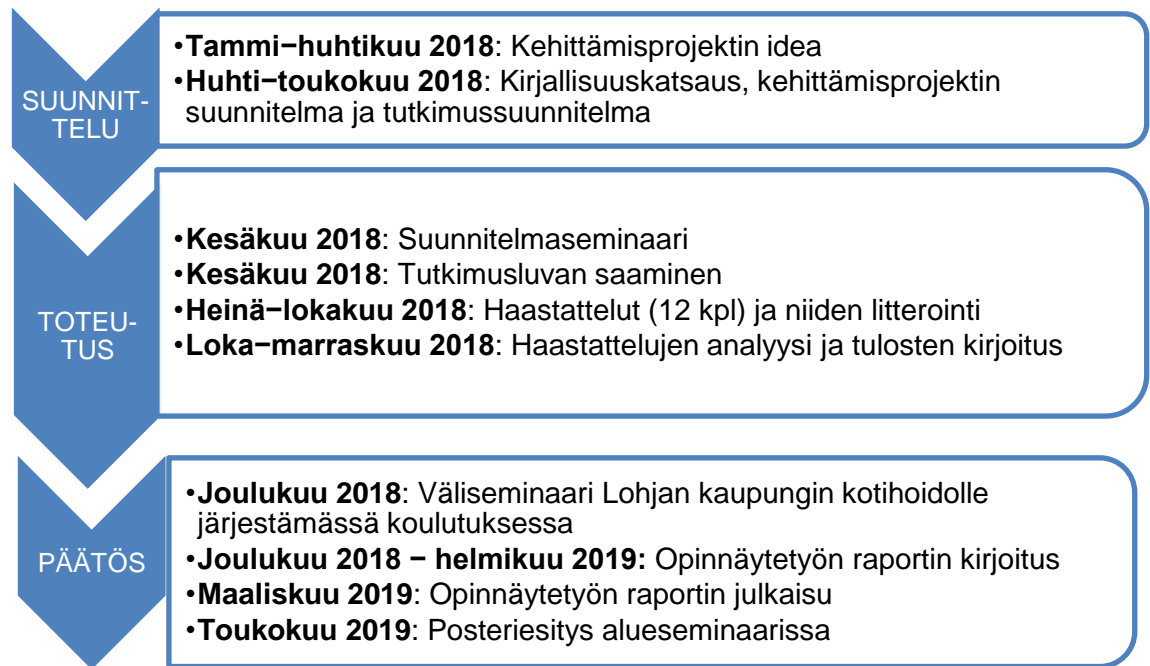 SUUNNIT-
TELU
•Tammi−huhtikuu 2018: Kehittämisprojektin idea
•Huhti−toukokuu 2018: Kirjallisuuskatsaus, kehittämisprojektin
suunnitelma ja tutkimussuunnitelma
TOTEU-
TUS
•Kesäkuu 2018: Suunnitelmaseminaari
•Kesäkuu 2018: Tutkimusluvan saaminen
•Heinä−lokakuu 2018: Haastattelut (12 kpl) ja niiden litterointi
•Loka−marraskuu 2018: Haastattelujen analyysi ja tulosten kirjoitus
PÄÄTÖS
•Joulukuu 2018: Väliseminaari Lohjan kaupungin kotihoidolle
järjestämässä koulutuksessa
•Joulukuu 2018 − helmikuu 2019: Opinnäytetyön raportin kirjoitus
•Maaliskuu 2019: Opinnäytetyön raportin julkaisu
•Toukokuu 2019: Posteriesitys alueseminaarissa